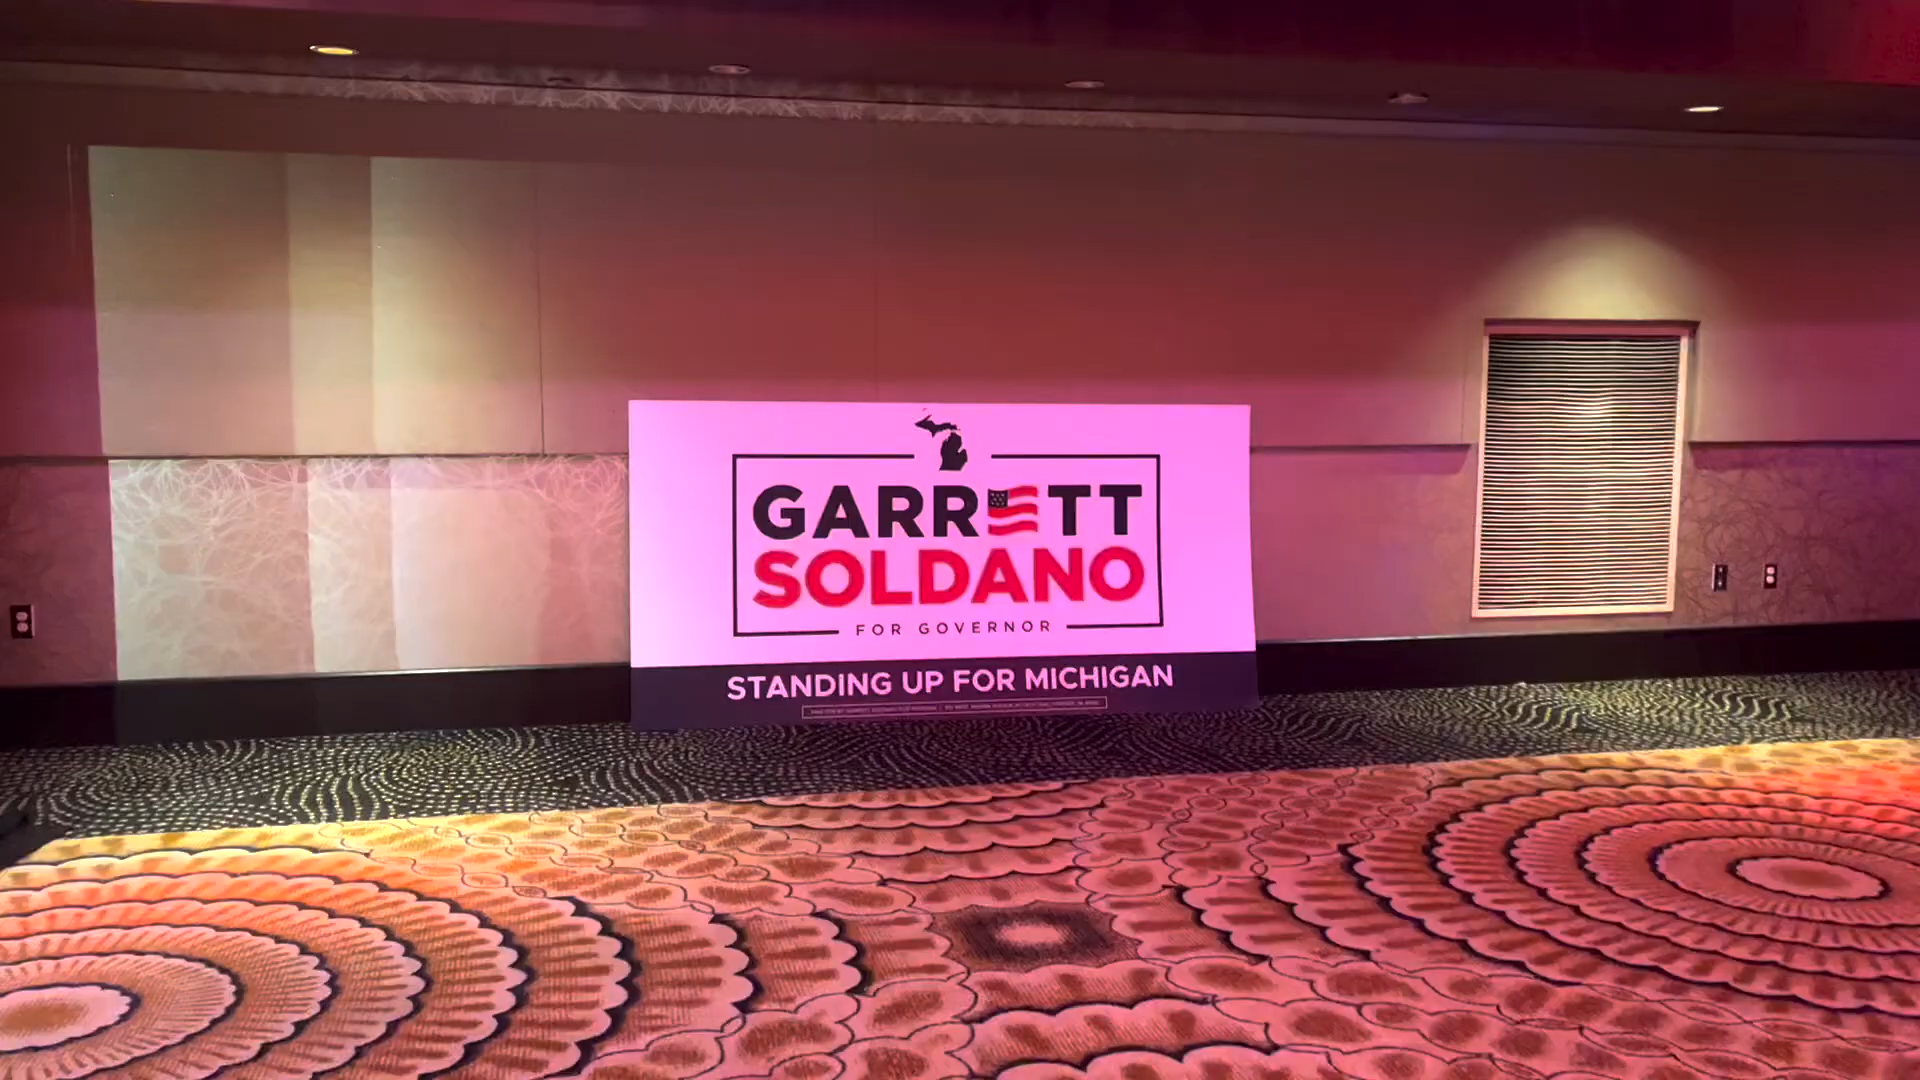 GARRETT
SOLDANO
FOR GOVERNOR
STANDING UP FOR MICHIGAN